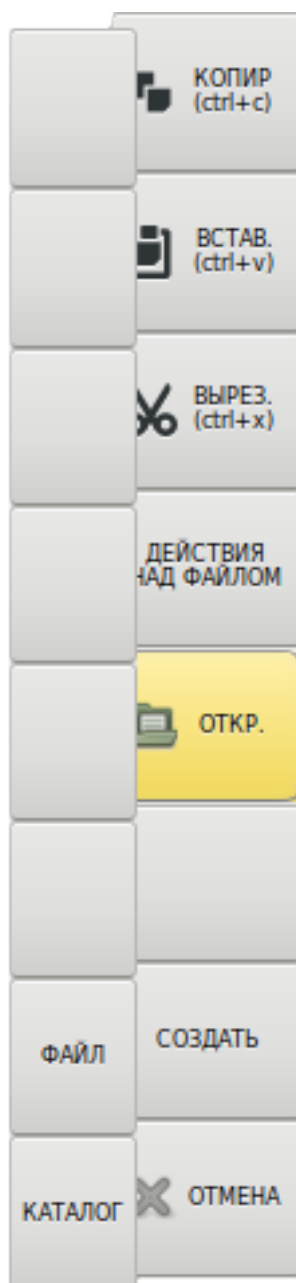 КОПИР
(ctrl+c)
ВСТАВ.
(ctrl+v)
ВЫРЕЗ.
(ctrl+x)
ДЕЙСТВИЯ
НАД ФАЙЛОМ
ОТКР.
СОЗДАТЬ
ФАЙЛ
ОТМЕНА
КАТАЛОГ